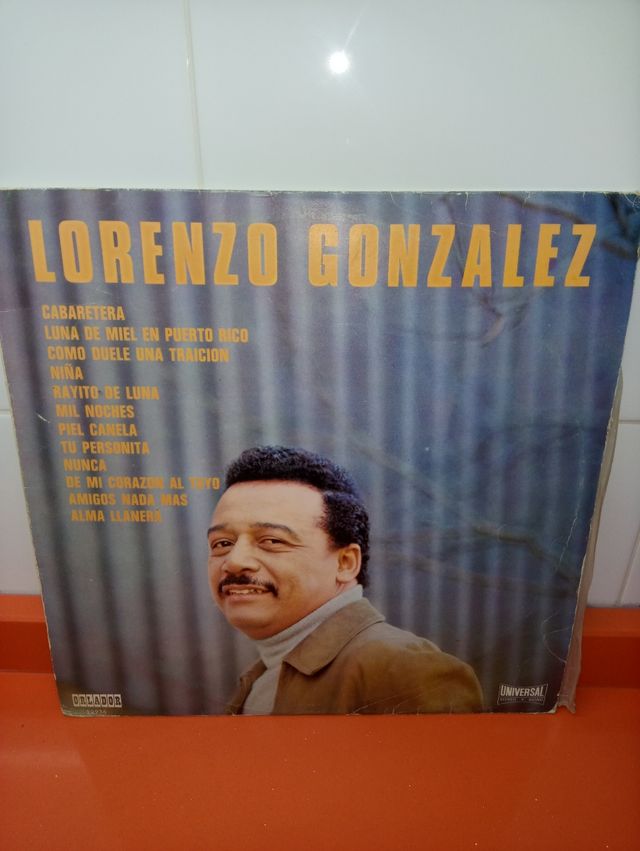 LORENZO GONZALEZ
CABARETERA
LUNA DE MIEL EN PUERTO RICO
COMO DUELE UNA TRAICION
NIÑA
RAYITO DE LUNA
MIL NOCHES
PIEL CANELA
TU PERSONITA
NUNCA
DE MI CORAZON AL TUYO
AMIGOS NADA MAS
ALMA LLANERA
ORLADOR
UNIVERSAL